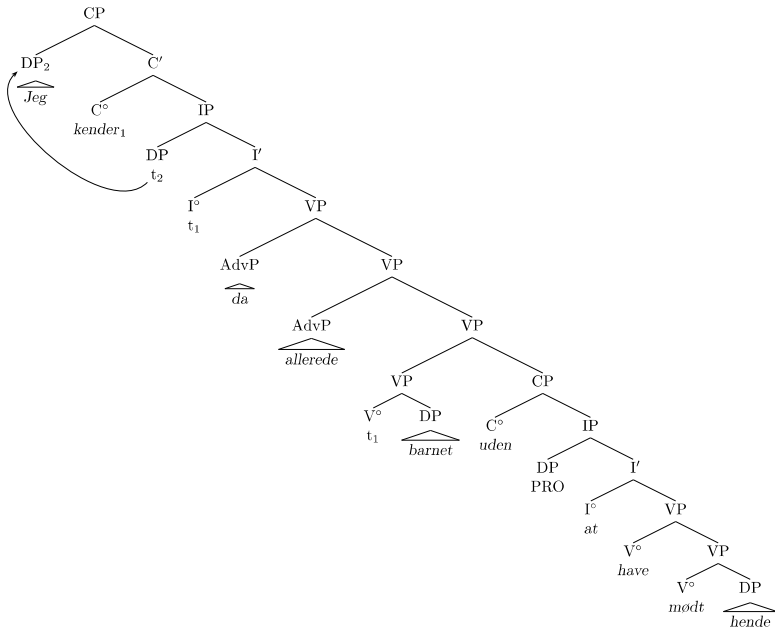 CP
DP₂ C′
Jeg C° IP
kender₁
DP I′
t₂
I° VP
t₁
AdvP VP
da
AdvP VP
allerede
VP CP
V° DP C° IP
t₁ barnet uden
DP I′
PRO
I° VP
at
V° VP
have
V° DP
mødt hende